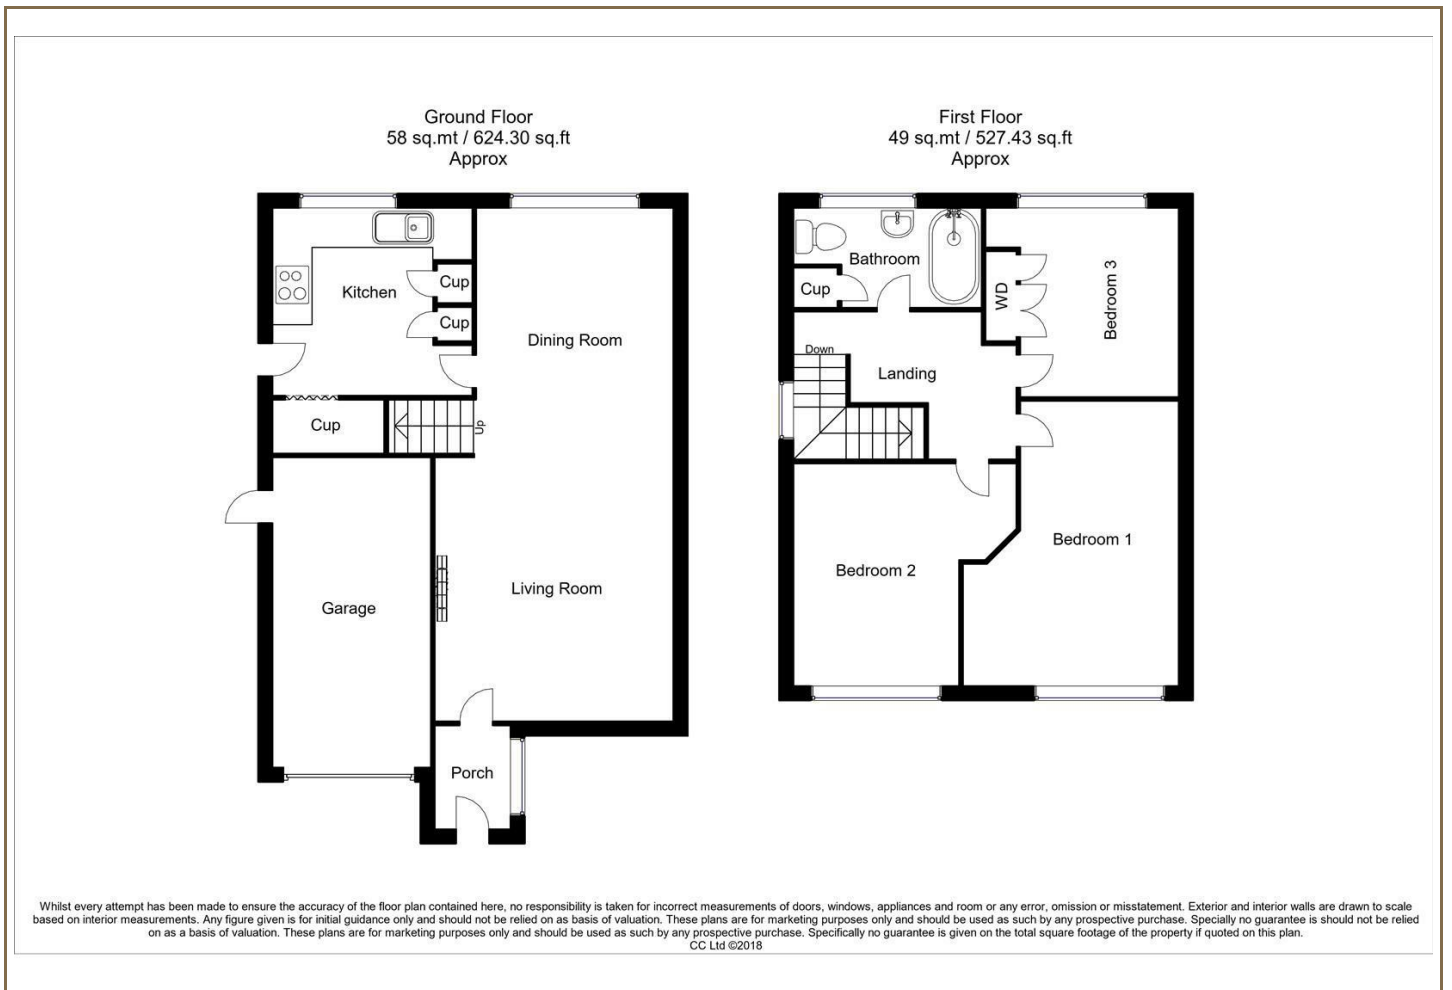 Ground Floor
58 sq.mt / 624.30 sq.ft
Approx
Kitchen
Cup
Cup
Dining Room
Cup
Up
Living Room
Garage
Porch
First Floor
49 sq.mt / 527.43 sq.ft
Approx
Bathroom
Cup
WD
Bedroom 3
Down
Landing
Bedroom 1
Bedroom 2
Whilst every attempt has been made to ensure the accuracy of the floor plan contained here, no responsibility is taken for incorrect measurements of doors, windows, appliances and room or any error, omission or misstatement. Exterior and interior walls are drawn to scale
based on interior measurements. Any figure given is for initial guidance only and should not be relied on as basis of valuation. These plans are for marketing purposes only and should be used as such by any prospective purchase. Specially no guarantee is should not be relied
on as a basis of valuation. These plans are for marketing purposes only and should be used as such by any prospective purchase. Specifically no guarantee is given on the total square footage of the property if quoted on this plan.
CC Ltd ©2018